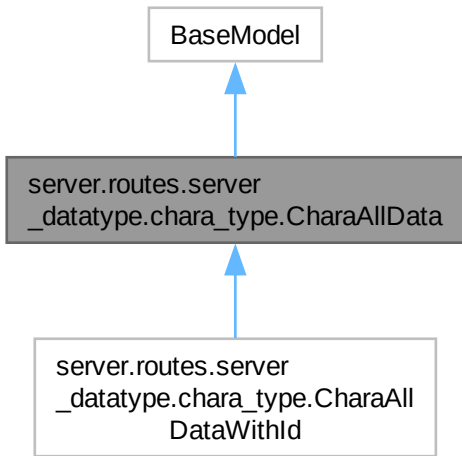 BaseModel
server.routes.server
_datatype.chara_type.CharaAllData
server.routes.server
_datatype.chara_type.CharaAll
DataWithId